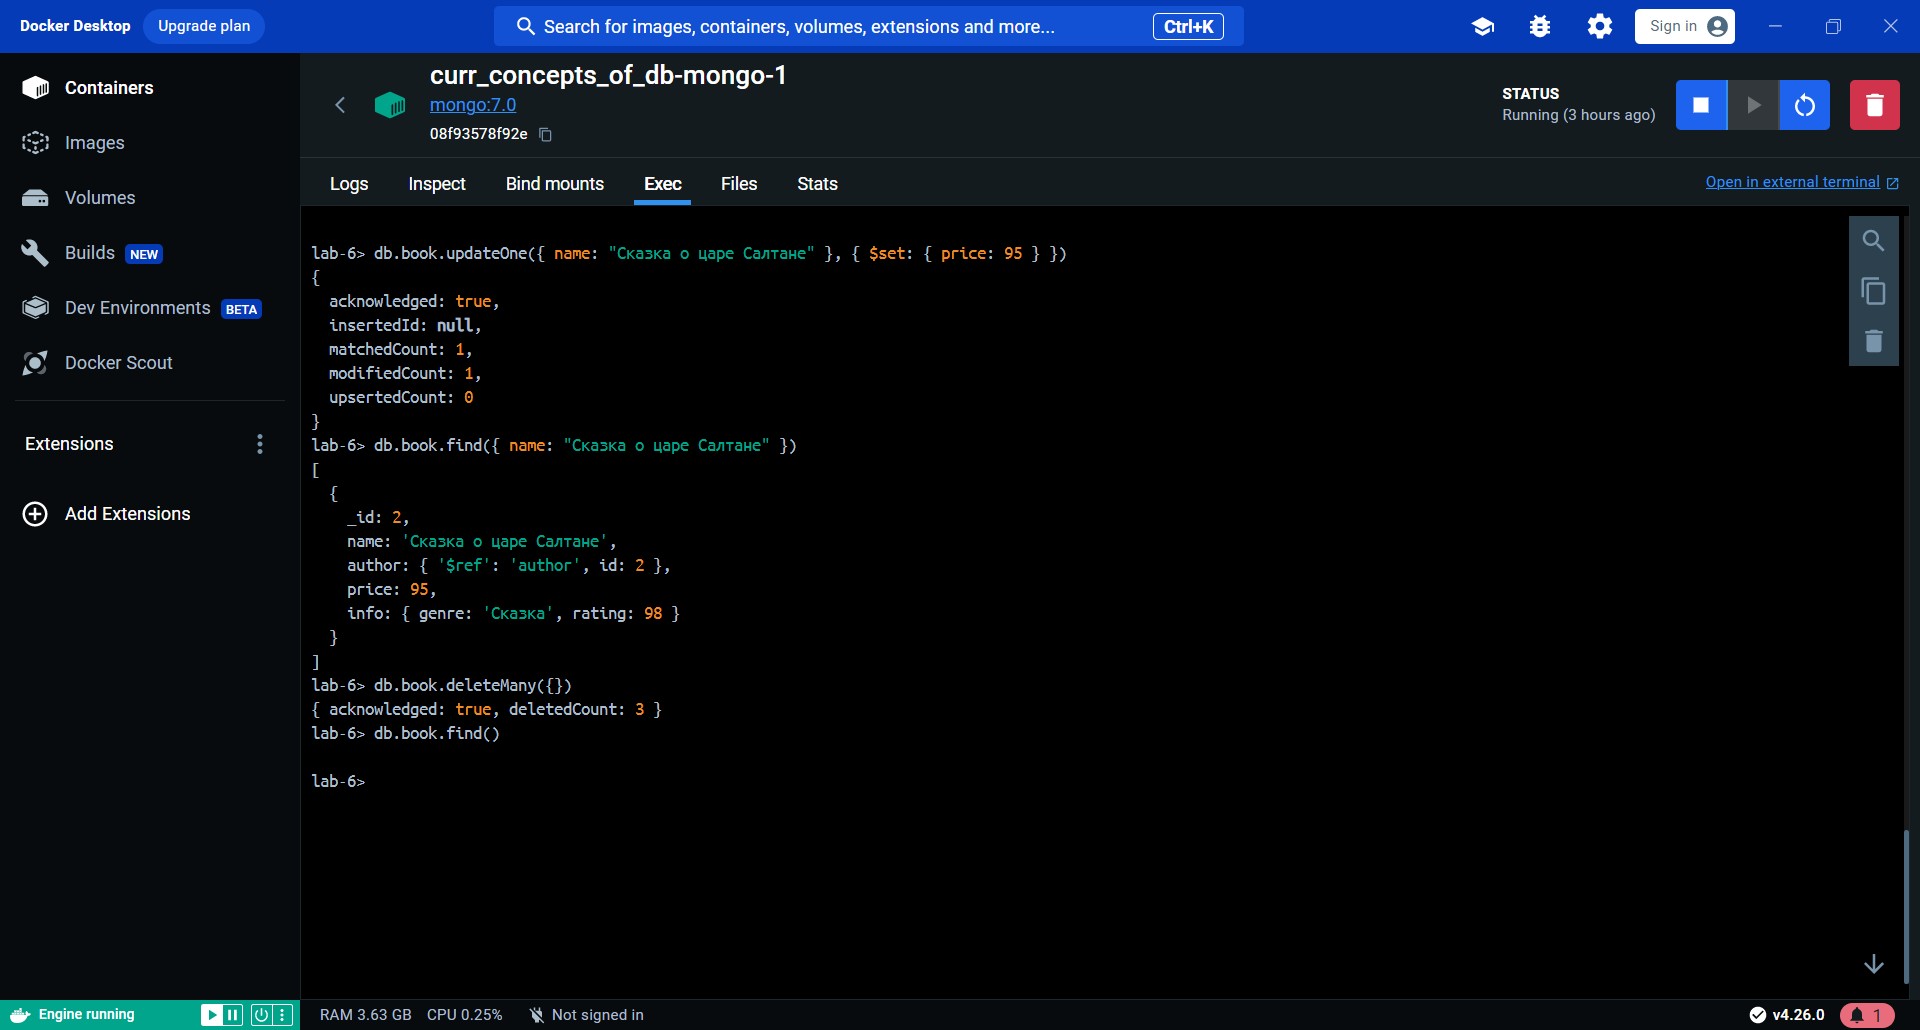 Docker Desktop Upgrade plan Search for images, containers, volumes, extensions and more... Ctrl+K Sign in
Containers
Images
Volumes
Builds NEW
Dev Environments BETA
Docker Scout
Extensions
Add Extensions
curr_concepts_of_db-mongo-1
mongo:7.0
08f93578f92e
STATUS
Running (3 hours ago)
Logs Inspect Bind mounts Exec Files Stats Open in external terminal
lab-6> db.book.updateOne({ name: "Сказка о царе Салтане" }, { $set: { price: 95 } })
{
  acknowledged: true,
  insertedId: null,
  matchedCount: 1,
  modifiedCount: 1,
  upsertedCount: 0
}
lab-6> db.book.find({ name: "Сказка о царе Салтане" })
[
  {
    _id: 2,
    name: 'Сказка о царе Салтане',
    author: { '$ref': 'author', id: 2 },
    price: 95,
    info: { genre: 'Сказка', rating: 98 }
  }
]
lab-6> db.book.deleteMany({})
{ acknowledged: true, deletedCount: 3 }
lab-6> db.book.find()
lab-6>
Engine running RAM 3.63 GB CPU 0.25% Not signed in v4.26.0 1